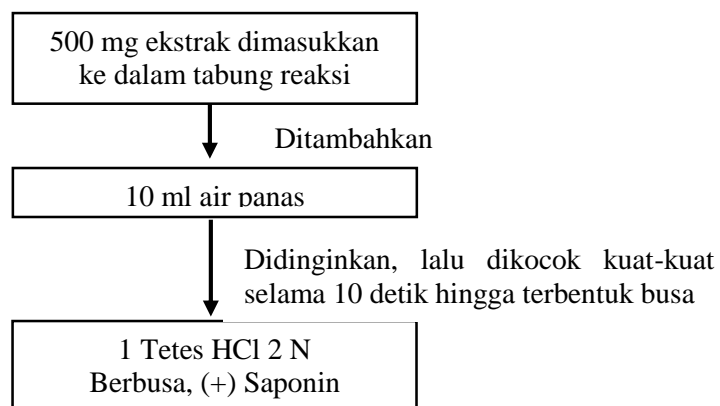 500 mg ekstrak dimasukkan
ke dalam tabung reaksi
Ditambahkan
10 ml air panas
Didinginkan, lalu dikocok kuat-kuat
selama 10 detik hingga terbentuk busa
1 Tetes HCl 2 N
Berbusa, (+) Saponin